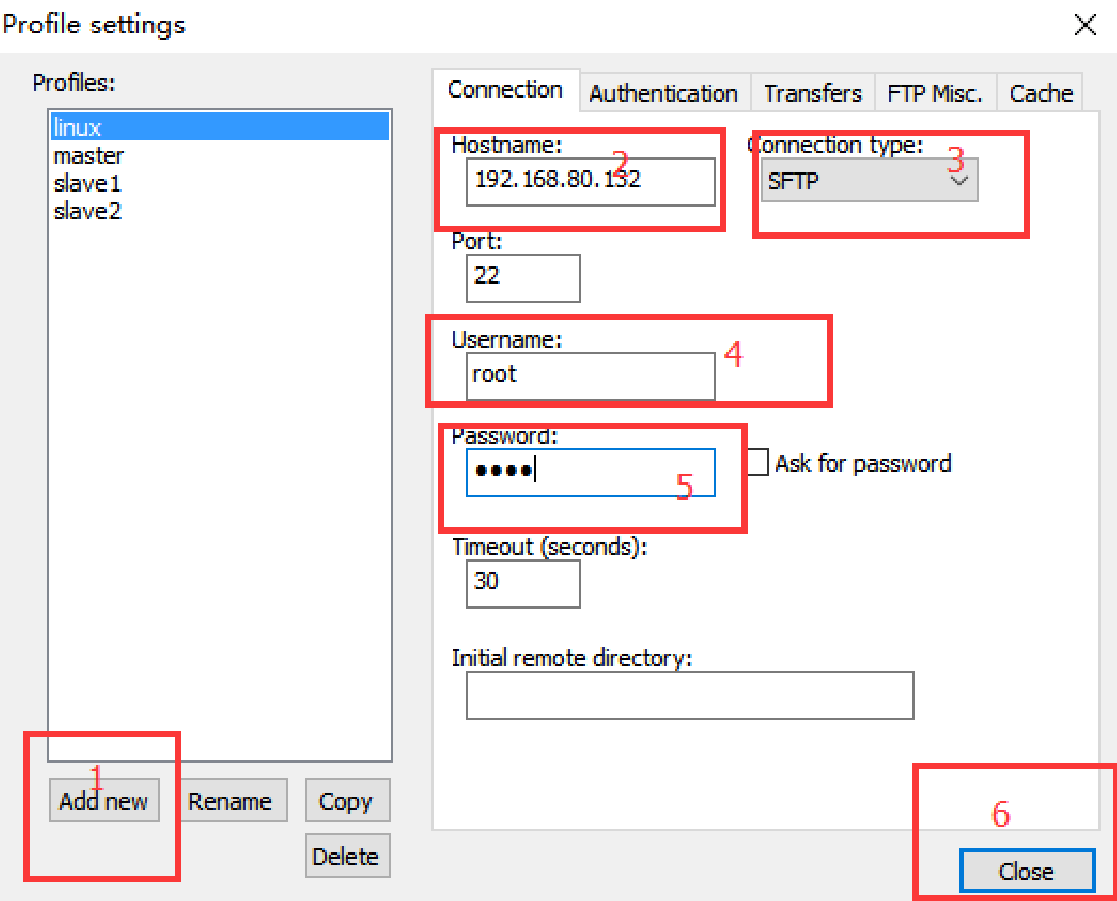 Profile settings
Profiles:
linux
master
slave1
slave2
1
Add new
Rename
Copy
Delete
Connection
Authentication
Transfers
FTP Misc.
Cache
Hostname:
2
192.168.80.132
Connection type:
3
SFTP
Port:
22
Username:
4
root
Password:
●●●●
5
Ask for password
Timeout (seconds):
30
Initial remote directory:
6
Close